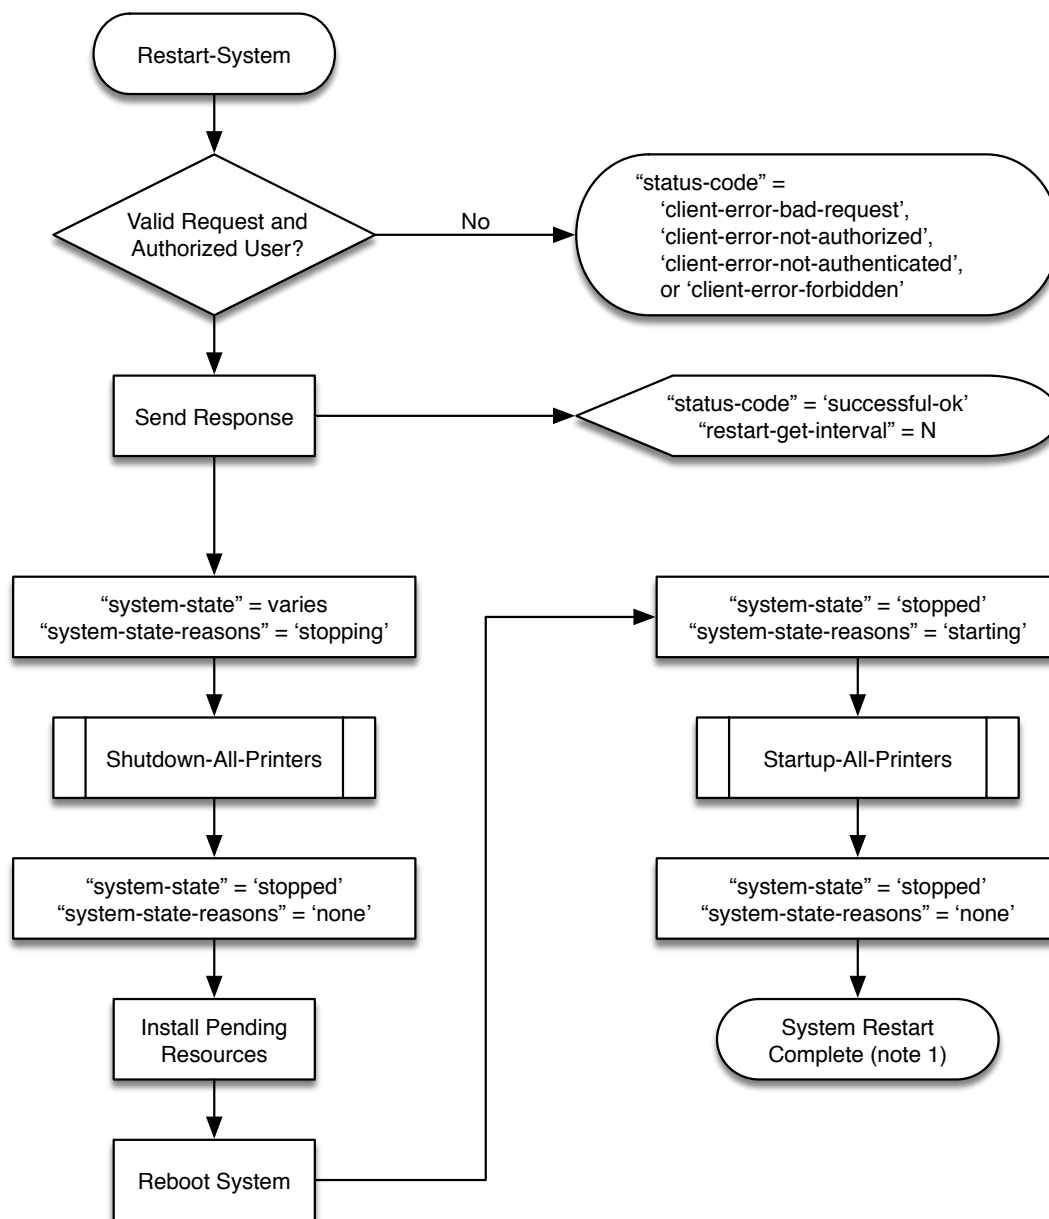 Restart-System
Valid Request and
Authorized User?
No
“status-code” =
‘client-error-bad-request’,
‘client-error-not-authorized’,
‘client-error-not-authenticated’,
or ‘client-error-forbidden’
Send Response
“status-code” = ‘successful-ok’
“restart-get-interval” = N
“system-state” = varies
“system-state-reasons” = ‘stopping’
Shutdown-All-Printers
“system-state” = ‘stopped’
“system-state-reasons” = ‘none’
Install Pending
Resources
Reboot System
“system-state” = ‘stopped’
“system-state-reasons” = ‘starting’
Startup-All-Printers
“system-state” = ‘stopped’
“system-state-reasons” = ‘none’
System Restart
Complete (note 1)